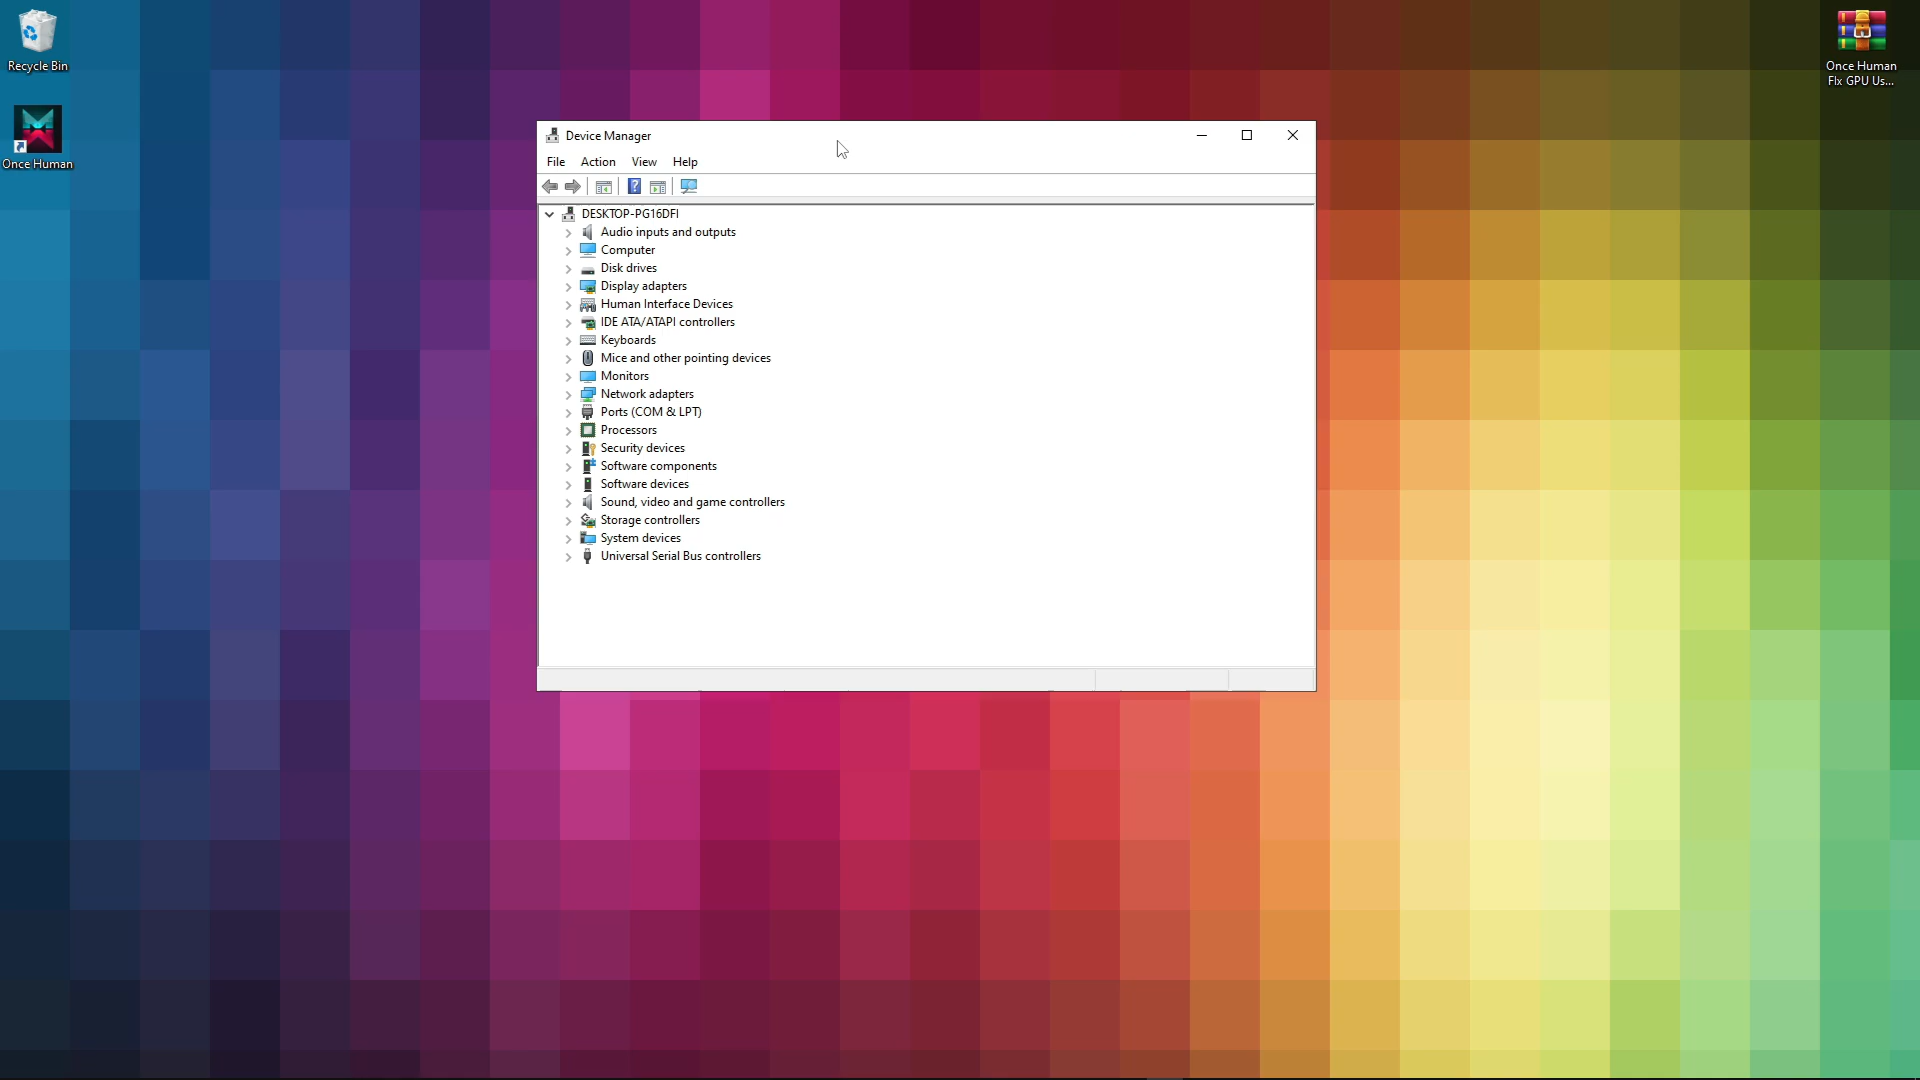 Recycle Bin
Once Human
Once Human
FIx GPU Us...
Device Manager
File Action View Help
DESKTOP-PG16DFI
Audio inputs and outputs
Computer
Disk drives
Display adapters
Human Interface Devices
IDE ATA/ATAPI controllers
Keyboards
Mice and other pointing devices
Monitors
Network adapters
Ports (COM & LPT)
Processors
Security devices
Software components
Software devices
Sound, video and game controllers
Storage controllers
System devices
Universal Serial Bus controllers